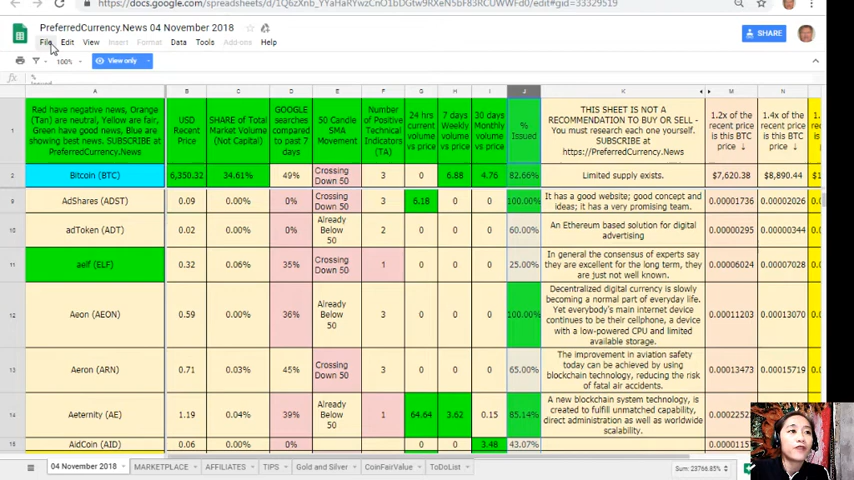 https://docs.google.com/spreadsheets/d/
edit#gid=33329519
PreferredCurrency.News 04 November 2018
SHARE
File Edit View Insert Format Data Tools Add-ons Help
100% View only
fx %
A B C D E F G H I J K M N
1
Red have negative news, Orange
(Tan) are neutral, Yellow are fair,
Green have good news, Blue are
showing best news. SUBSCRIBE at
PreferredCurrency.News
USD
Recent
Price
SHARE of Total
Market Volume
(Not Capital)
GOOGLE
searches
compared
to past 7
days
50 Candle
SMA
Movement
Number
of Positive
Technical
Indicators
(TA)
24 hrs
current
volume
vs price
7 days
Weekly
volume
vs price
30 days
Monthly
volume
vs price
%
Issued
THIS SHEET IS NOT A
RECOMMENDATION TO BUY OR SELL -
You must research each one yourself.
SUBSCRIBE at
https://PreferredCurrency.News
1.2x of the
recent price
is this BTC
price ↓
1.4x of the
recent price
is this BTC
price ↓
2 Bitcoin (BTC) 6,350.32 34.61% 49% Crossing Down 50 3 0 6.88 4.76 82.66% Limited supply exists. $7,620.38 $8,890.44
9 AdShares (ADST) 0.09 0.00% 0% Crossing Down 50 3 6.18 0 0 100.00% It has a good website; good concept and ideas; it has a very promising team. 0.00001736 0.00002026
10 adToken (ADT) 0.02 0.00% 0% Already Below 50 2 0 0 0 60.00% An Ethereum based solution for digital advertising 0.00000295 0.00000344
11 aelf (ELF) 0.32 0.06% 35% Crossing Down 50 1 0 0 0 25.00% In general the consensus of experts say they are excellent for the long term, they are just not well known. 0.00006024 0.00007028
12 Aeon (AEON) 0.59 0.00% 36% Already Below 50 3 0 0 0 100.00% Decentralized digital currency is slowly becoming a normal part of everyday life. Yet everybody's main internet device continues to be their cellphone, a device with a low-powered CPU and limited available storage. 0.00011203 0.00013070
13 Aeron (ARN) 0.71 0.03% 45% Crossing Down 50 3 0 0 0 65.00% The improvement in aviation safety today can be achieved by using blockchain technology, reducing the risk of fatal air accidents. 0.00013473 0.00015719
14 Aeternity (AE) 1.19 0.04% 39% Already Below 50 1 64.64 3.62 0.15 85.14% A new blockchain system technology, is created to fulfill unmatched capability, direct administration as well as worldwide scalability.
AidCoin (AID) 0.06 0.00% 0% 0 0 3.48 43.07%
04 November 2018 MARKETPLACE AFFILIATES TIPS Gold and Silver CoinFairValue ToDoList Sum: 23766.85%